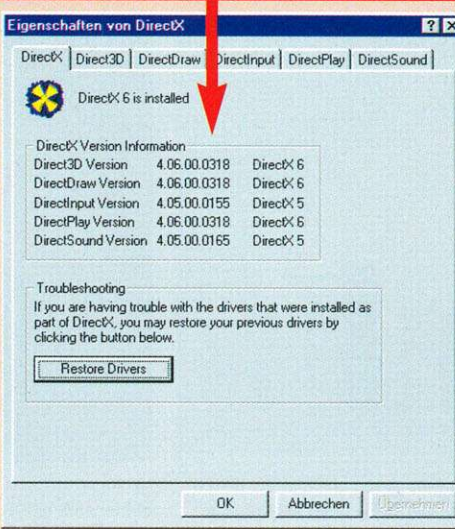 Eigenschaften von DirectX
DirectX Direct3D DirectDraw DirectInput DirectPlay DirectSound
DirectX 6 is installed
DirectX Version Information
Direct3D Version 4.06.00.0318 DirectX 6
DirectDraw Version 4.06.00.0318 DirectX 6
DirectInput Version 4.05.00.0155 DirectX 5
DirectPlay Version 4.06.00.0318 DirectX 6
DirectSound Version 4.05.00.0165 DirectX 5
Troubleshooting
If you are having trouble with the drivers that were installed as
part of DirectX, you may restore your previous drivers by
clicking the button below.
Restore Drivers
OK Abbrechen Übernehmen